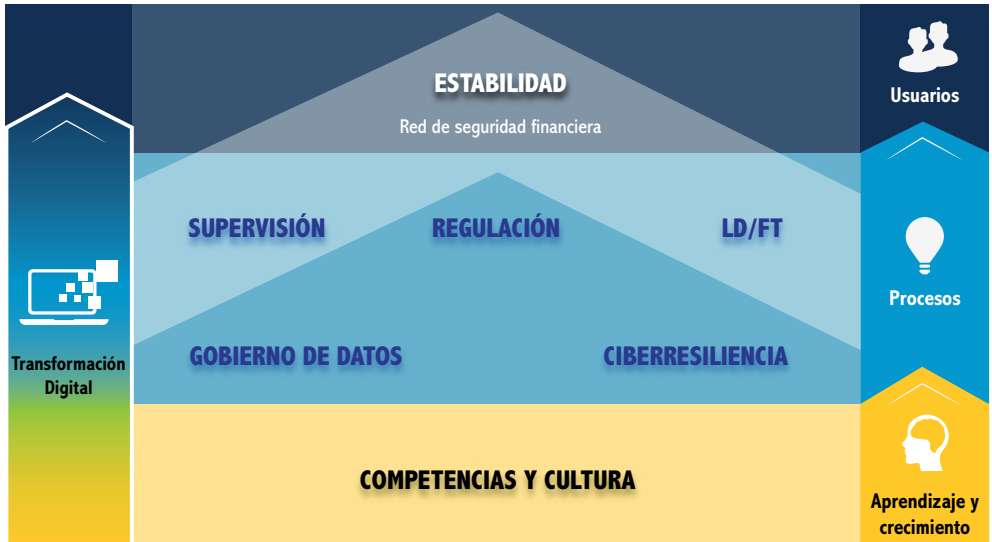 ESTABILIDAD
Red de seguridad financiera
Usuarios
SUPERVISIÓN
REGULACIÓN
LD/FT
Procesos
GOBIERNO DE DATOS
CIBERRESILIENCIA
Transformación
Digital
COMPETENCIAS Y CULTURA
Aprendizaje y
crecimiento